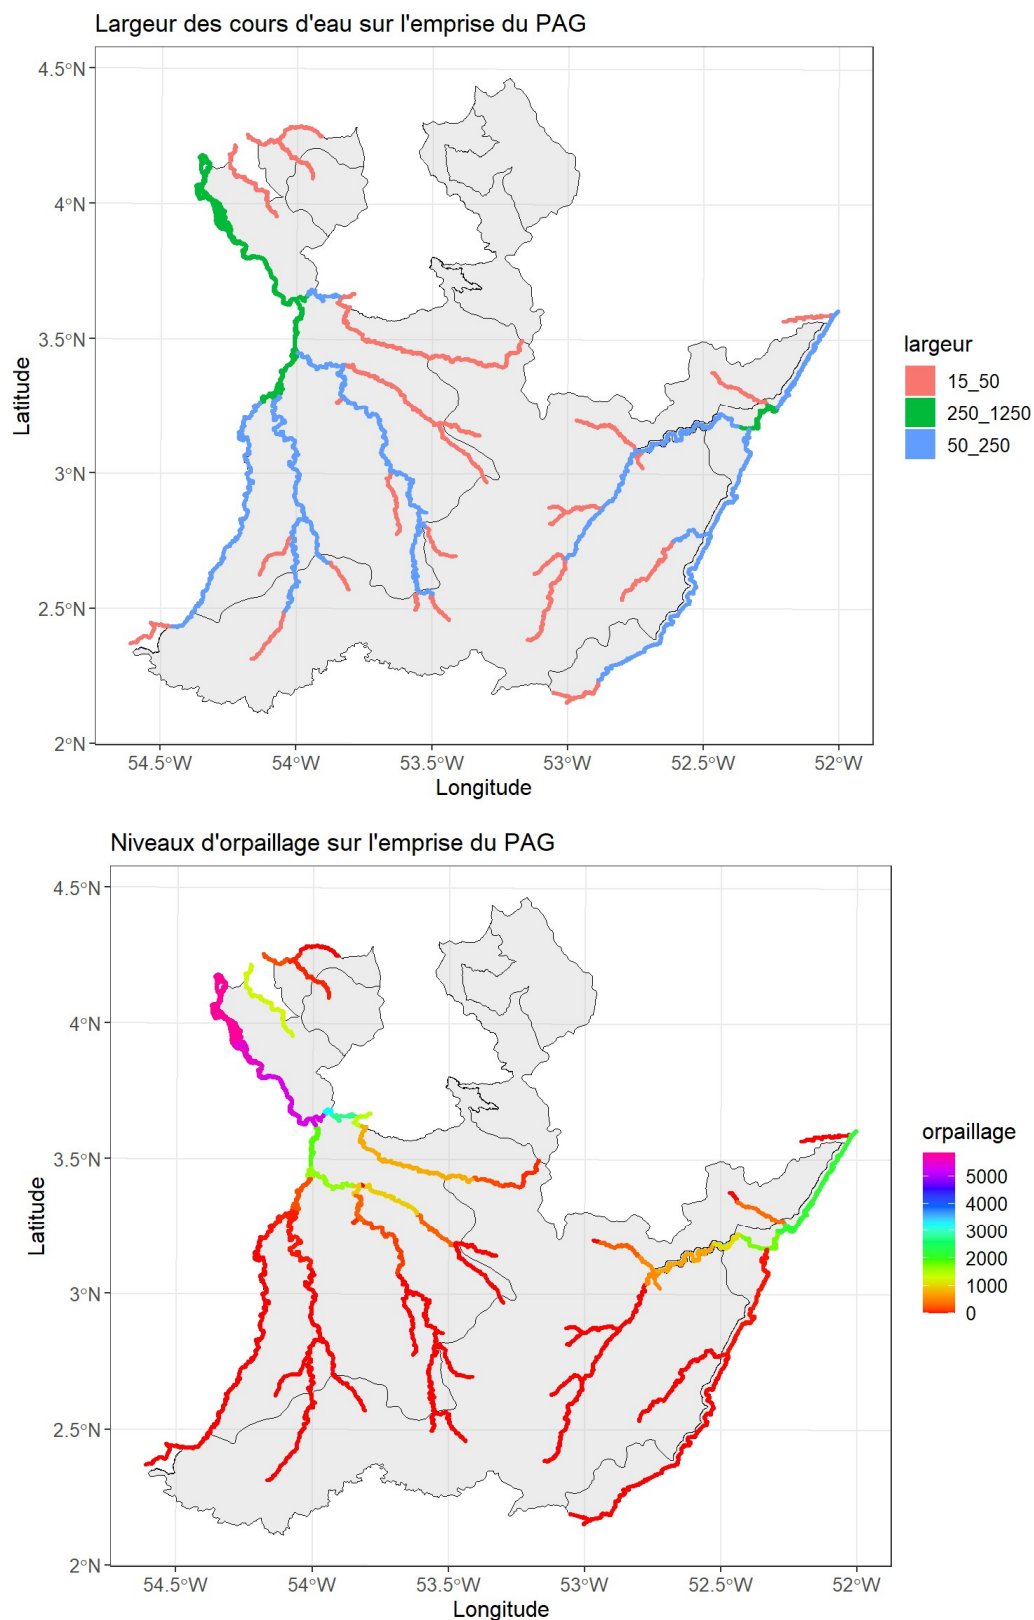 Largeur des cours d'eau sur l'emprise du PAG
4.5°N
4°N
3.5°N
3°N
2.5°N
2°N
Latitude
54.5°W 54°W 53.5°W 53°W 52.5°W 52°W
Longitude
largeur
15_50
250_1250
50_250
Niveaux d'orpaillage sur l'emprise du PAG
4.5°N
4°N
3.5°N
3°N
2.5°N
2°N
Latitude
54.5°W 54°W 53.5°W 53°W 52.5°W 52°W
Longitude
orpaillage
5000
4000
3000
2000
1000
0